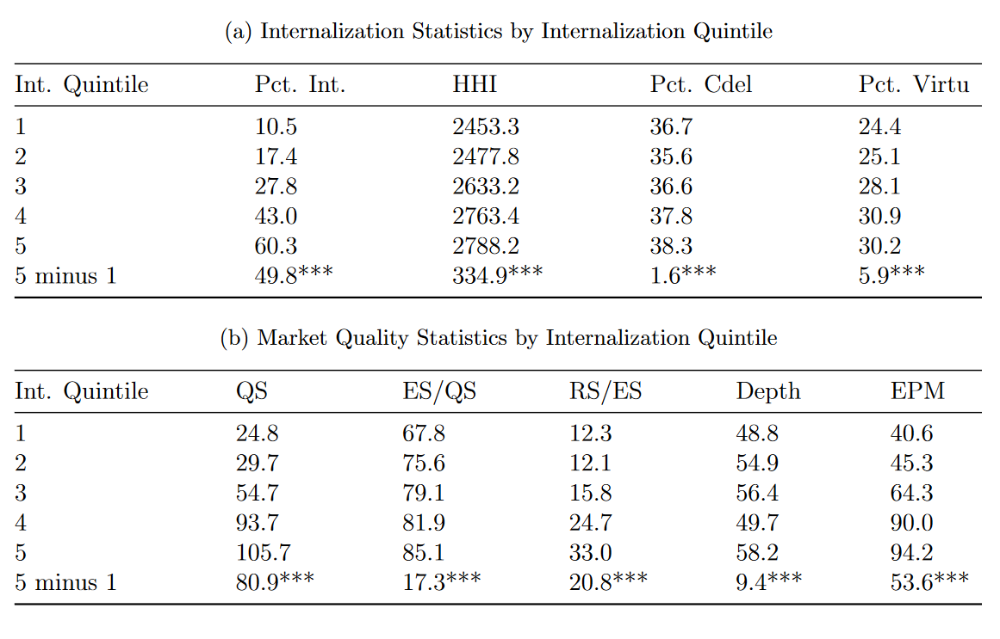 (a) Internalization Statistics by Internalization Quintile
Int. Quintile Pct. Int. HHI Pct. Cdel Pct. Virtu
1 10.5 2453.3 36.7 24.4
2 17.4 2477.8 35.6 25.1
3 27.8 2633.2 36.6 28.1
4 43.0 2763.4 37.8 30.9
5 60.3 2788.2 38.3 30.2
5 minus 1 49.8*** 334.9*** 1.6*** 5.9***
(b) Market Quality Statistics by Internalization Quintile
Int. Quintile QS ES/QS RS/ES Depth EPM
1 24.8 67.8 12.3 48.8 40.6
2 29.7 75.6 12.1 54.9 45.3
3 54.7 79.1 15.8 56.4 64.3
4 93.7 81.9 24.7 49.7 90.0
5 105.7 85.1 33.0 58.2 94.2
5 minus 1 80.9*** 17.3*** 20.8*** 9.4*** 53.6***